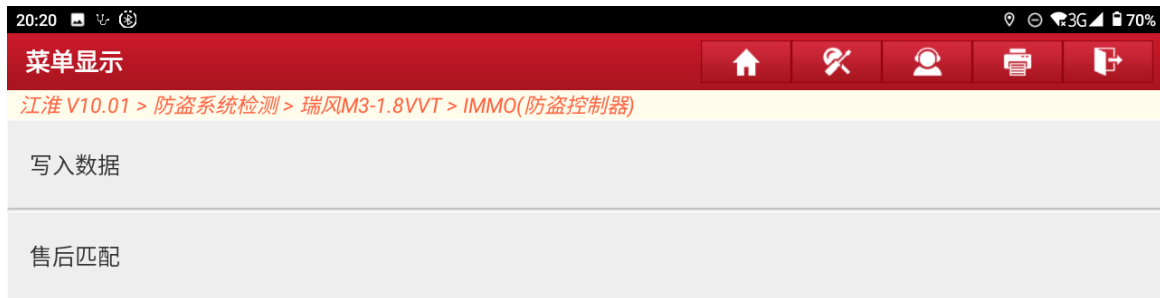 20:20 3G 70%
菜单显示
江淮 V10.01 > 防盗系统检测 > 瑞风M3-1.8VVT > IMMO(防盗控制器)
写入数据
售后匹配